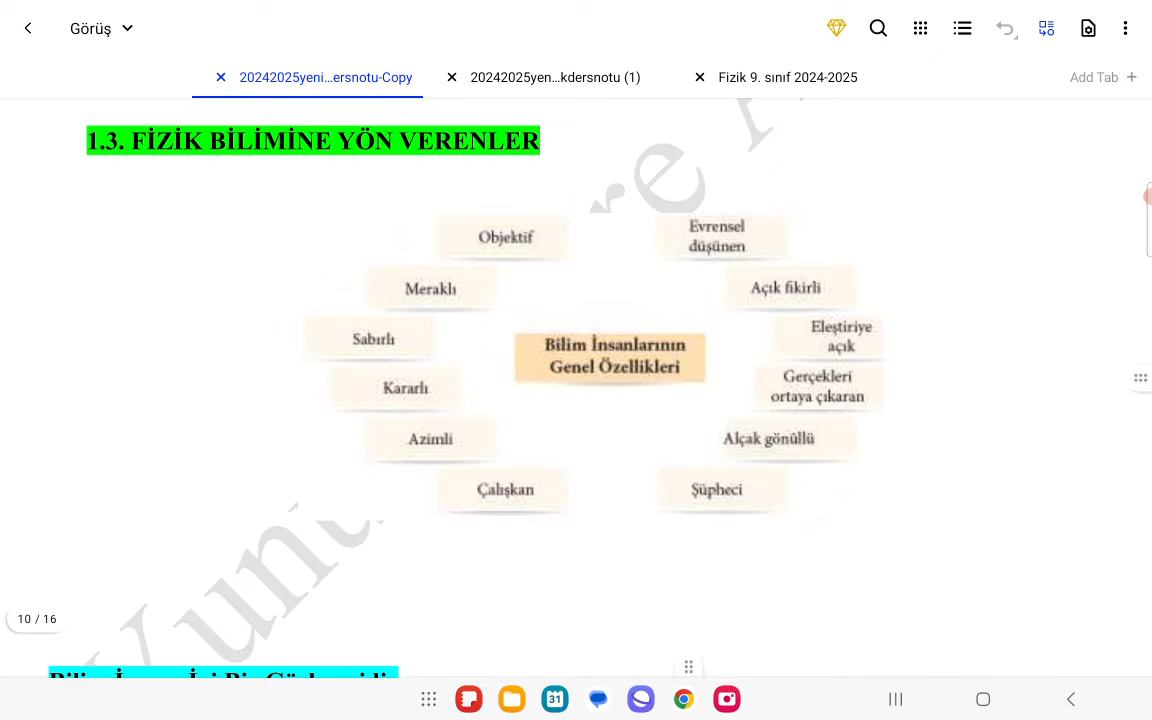 Görüş
20242025yeni...ersnotu-Copy
20242025yen...kdersnotu (1)
Fizik 9. sınıf 2024-2025
Add Tab +
1.3. FİZİK BİLİMİNE YÖN VERENLER
Objektif
Evrensel
düşünen
Meraklı
Açık fikirli
Sabırlı
Eleştiriye
açık
Bilim İnsanlarının
Genel Özellikleri
Kararlı
Gerçekleri
ortaya çıkaran
Azimli
Alçak gönüllü
Çalışkan
Şüpheci
10 / 16
31